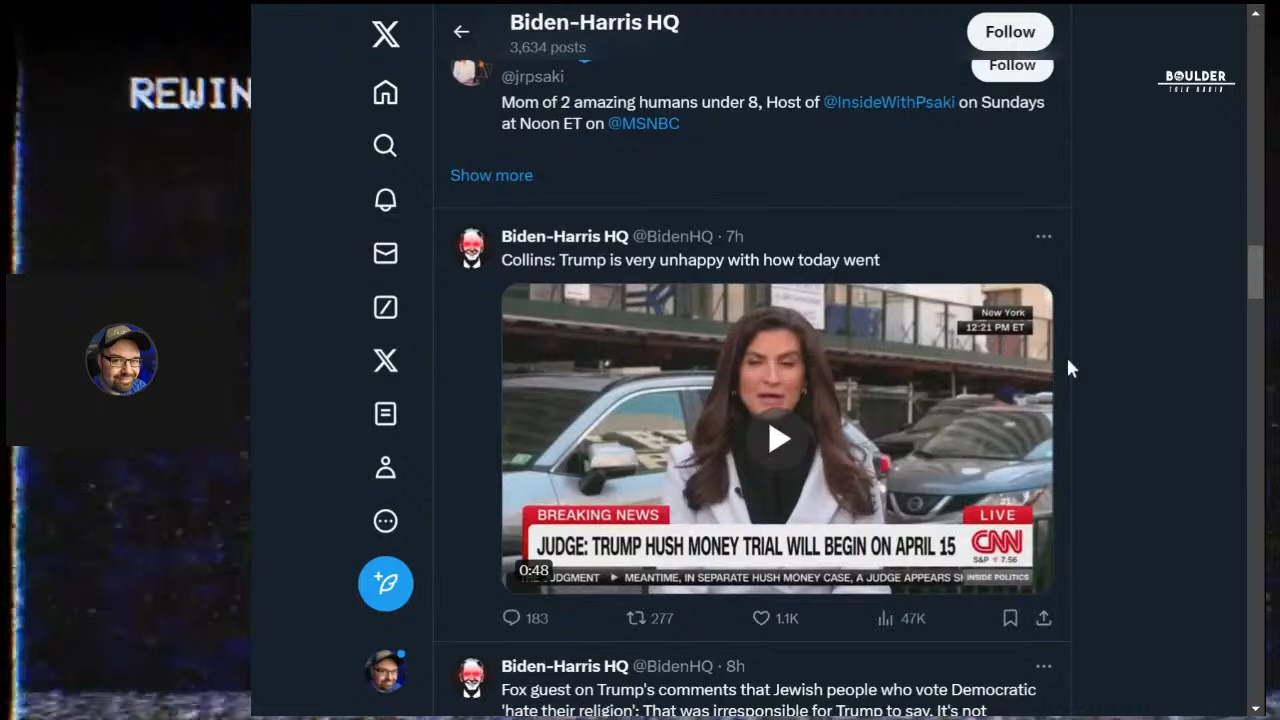 REWIN
Biden-Harris HQ
3,634 posts
Follow
Follow
BOULDER
TALK RADIO
@jrpsaki
Mom of 2 amazing humans under 8, Host of @InsideWithPsaki on Sundays
at Noon ET on @MSNBC
Show more
Biden-Harris HQ @BidenHQ · 7h
Collins: Trump is very unhappy with how today went
New York
12:21 PM ET
BREAKING NEWS
LIVE
JUDGE: TRUMP HUSH MONEY TRIAL WILL BEGIN ON APRIL 15
CNN
S&P 7.56
0:48
UDGMENT ▶ MEANTIME, IN SEPARATE HUSH MONEY CASE, A JUDGE APPEARS S
INSIDE POLITICS
183
277
1.1K
47K
Biden-Harris HQ @BidenHQ · 8h
Fox guest on Trump's comments that Jewish people who vote Democratic
'hate their religion': That was irresponsible for Trump to say. It's not